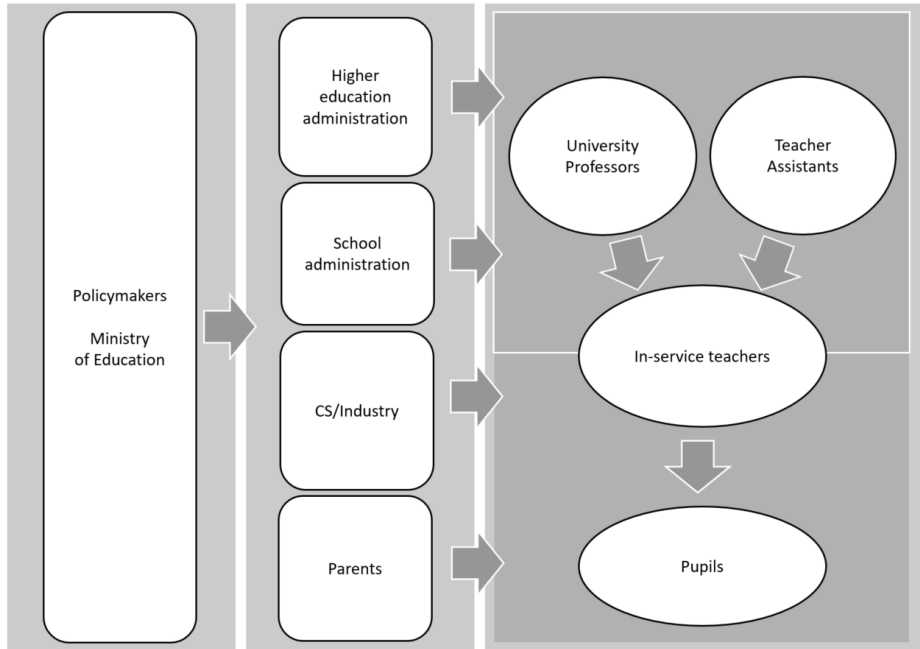 Policymakers
Ministry
of Education
Higher
education
administration
School
administration
CS/Industry
Parents
University
Professors
Teacher
Assistants
In-service teachers
Pupils